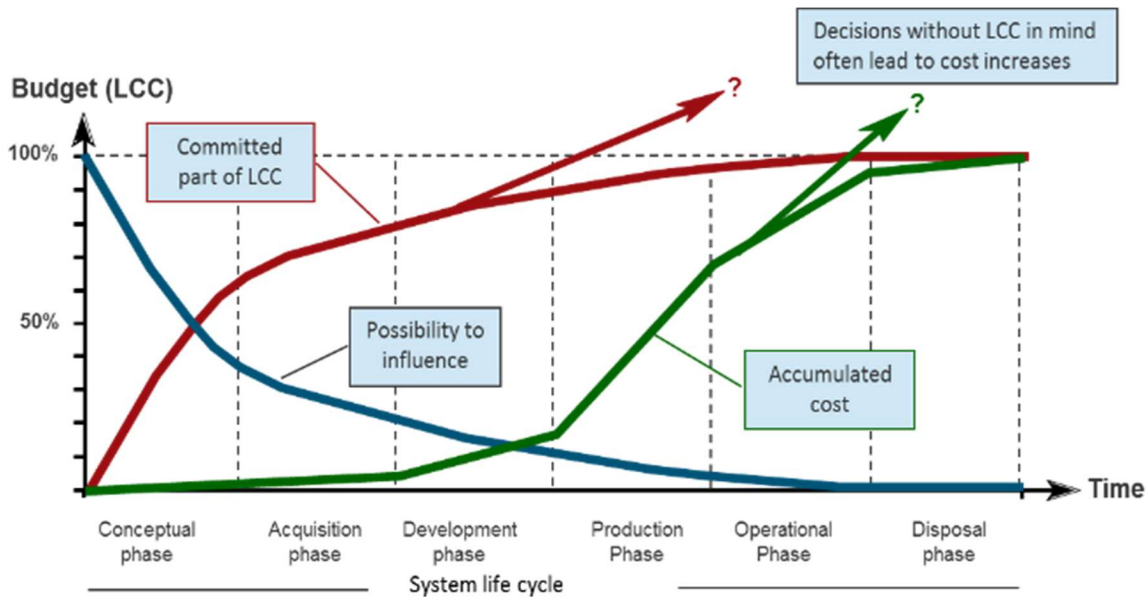 Decisions without LCC in mind
often lead to cost increases
Budget (LCC)
?
?
100%
Committed
part of LCC
50%
Possibility to
influence
Accumulated
cost
Time
Conceptual
phase
Acquisition
phase
Development
phase
Production
Phase
Operational
Phase
Disposal
phase
System life cycle